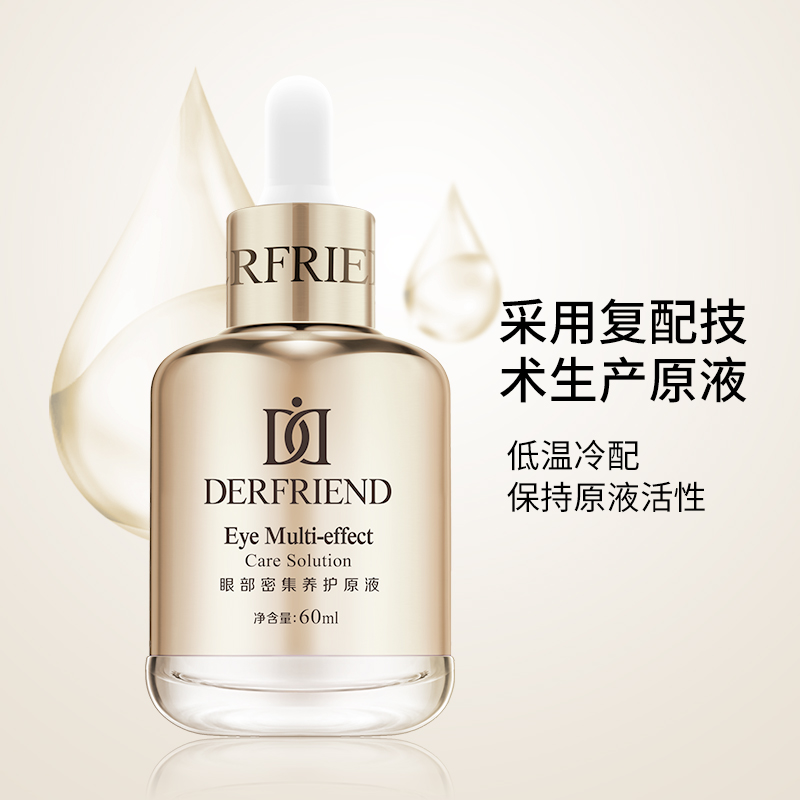 ERFRIE
采用复配技
术生产原液
低温冷配
保持原液活性
DERFRIEND
Eye Multi-effect
Care Solution
眼部密集养护原液
净含量:60ml